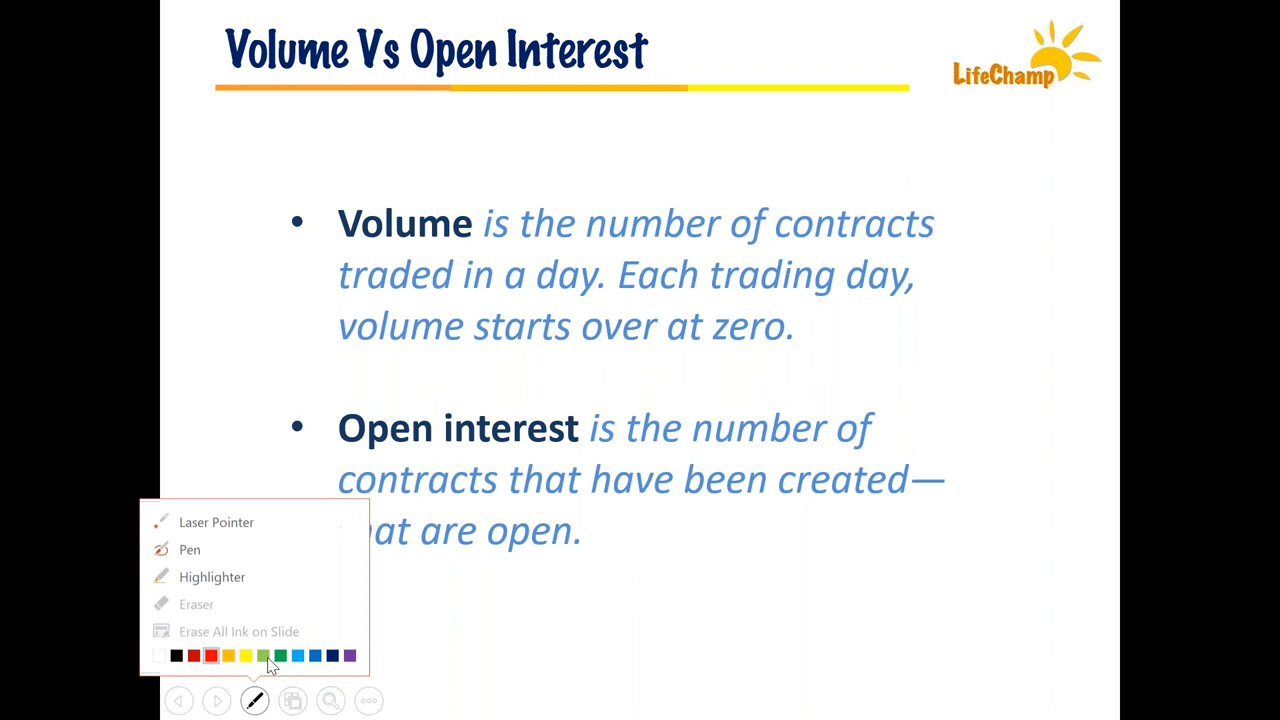 Volume Vs Open Interest
LifeChamp
• Volume is the number of contracts
traded in a day. Each trading day,
volume starts over at zero.
• Open interest is the number of
contracts that have been created—
hat are open.
Laser Pointer
Pen
Highlighter
Eraser
Erase All Ink on Slide